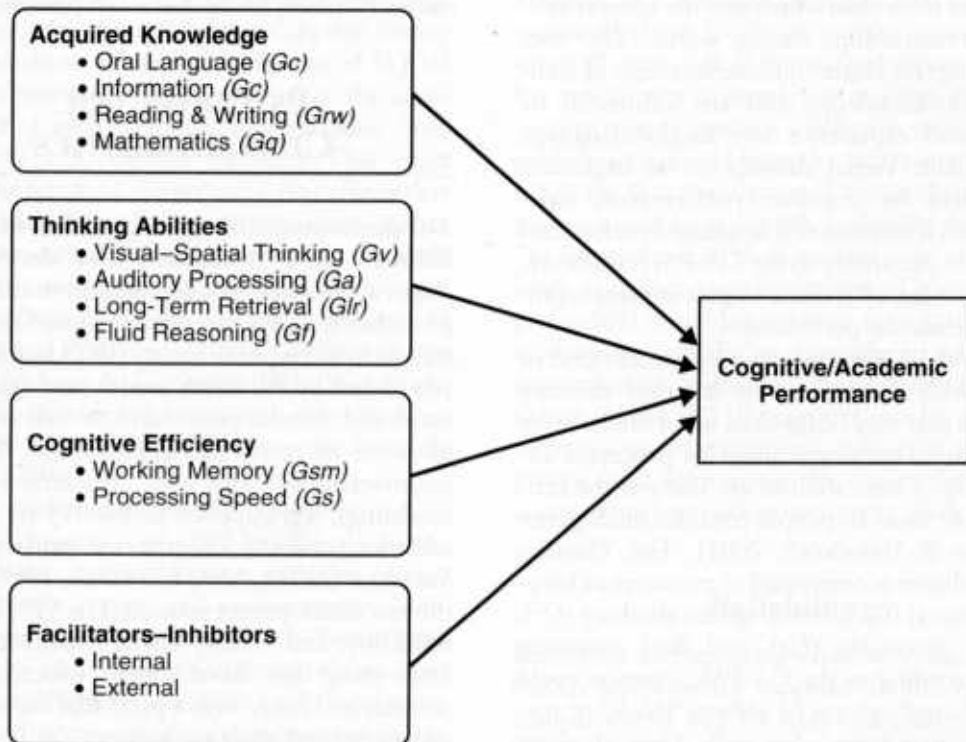 Acquired Knowledge
• Oral Language (Gc)
• Information (Gc)
• Reading & Writing (Grw)
• Mathematics (Gq)
Thinking Abilities
• Visual–Spatial Thinking (Gv)
• Auditory Processing (Ga)
• Long-Term Retrieval (Glr)
• Fluid Reasoning (Gf)
Cognitive Efficiency
• Working Memory (Gsm)
• Processing Speed (Gs)
Facilitators–Inhibitors
• Internal
• External
Cognitive/Academic
Performance